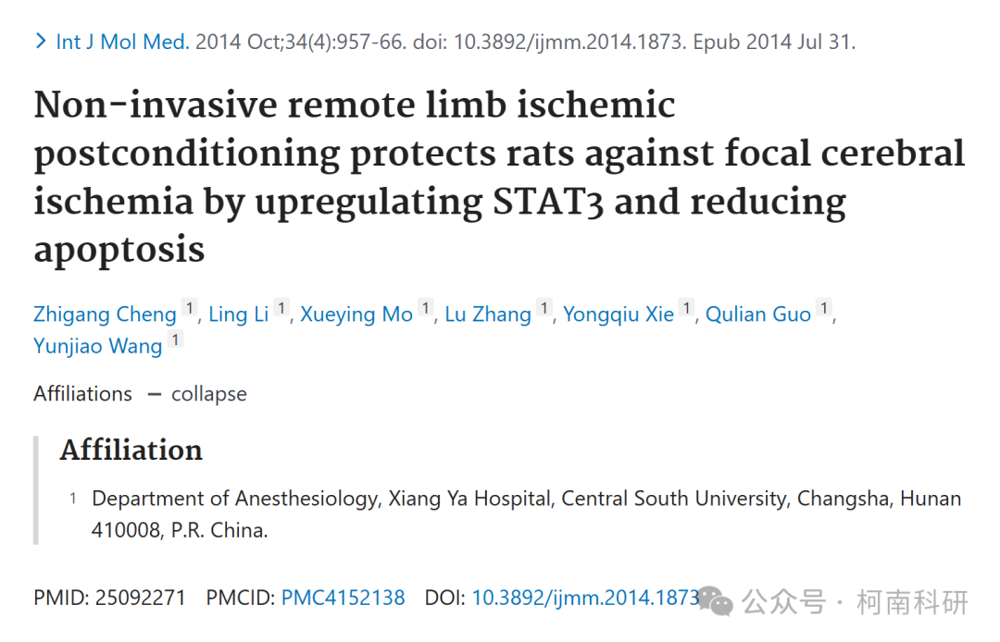 Int J Mol Med. 2014 Oct;34(4):957-66. doi: 10.3892/ijmm.2014.1873. Epub 2014 Jul 31.
Non-invasive remote limb ischemic
postconditioning protects rats against focal cerebral
ischemia by upregulating STAT3 and reducing
apoptosis
Zhigang Cheng 1, Ling Li 1, Xueying Mo 1, Lu Zhang 1, Yongqiu Xie 1, Qulian Guo 1,
Yunjiao Wang 1
Affiliations — collapse
Affiliation
1 Department of Anesthesiology, Xiang Ya Hospital, Central South University, Changsha, Hunan
410008, P.R. China.
PMID: 25092271 PMCID: PMC4152138 DOI: 10.3892/ijmm.2014.1873
公众号 · 柯南科研